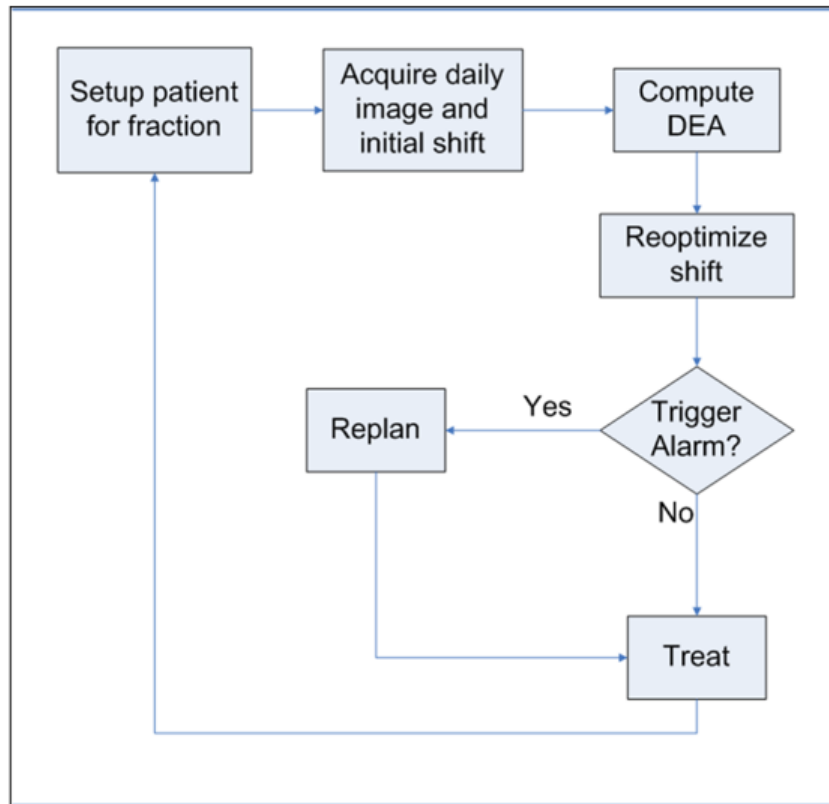 Setup patient
for fraction
Acquire daily
image and
initial shift
Compute
DEA
Reoptimize
shift
Trigger
Alarm?
Yes
Replan
No
Treat